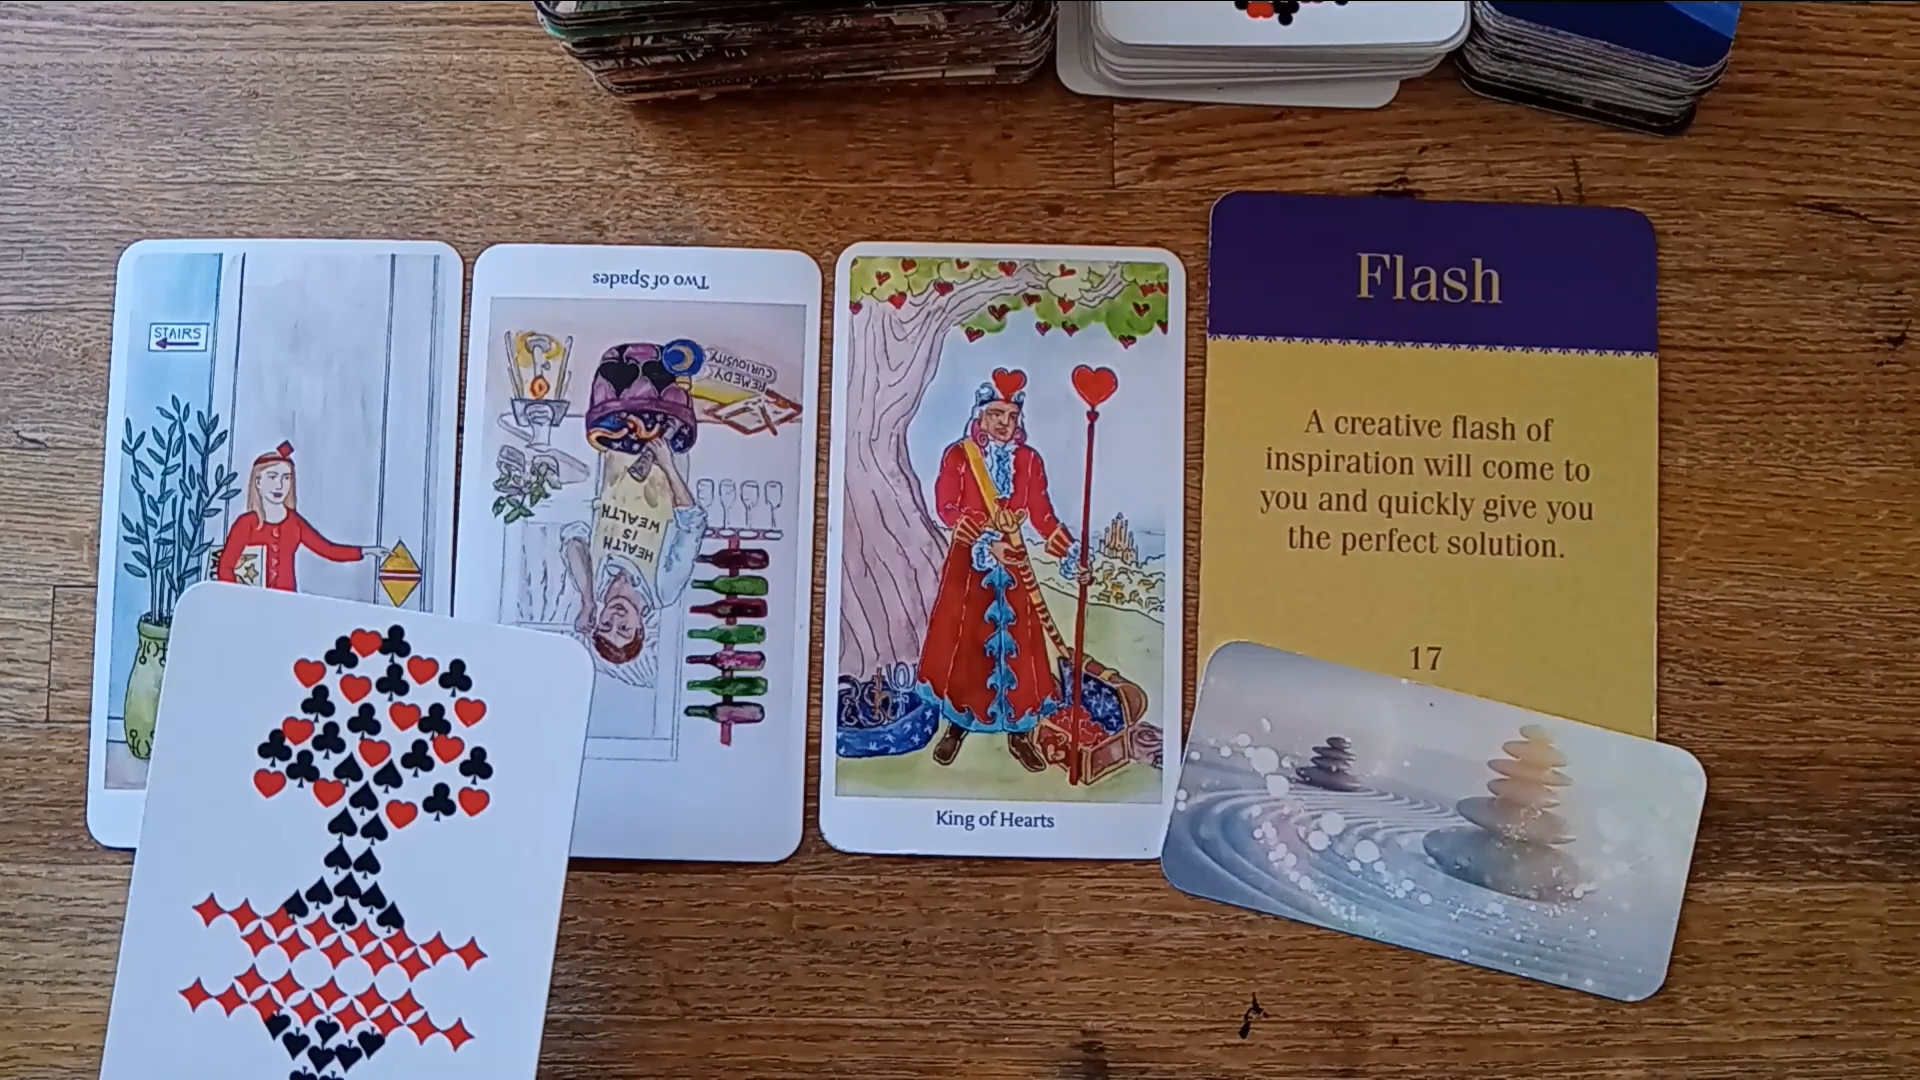 STAIRS
Two of Spades
REMEDY
CURIOUSITY
HEALTH
IS
WEALTH
King of Hearts
Flash
A creative flash of
inspiration will come to
you and quickly give you
the perfect solution.
17